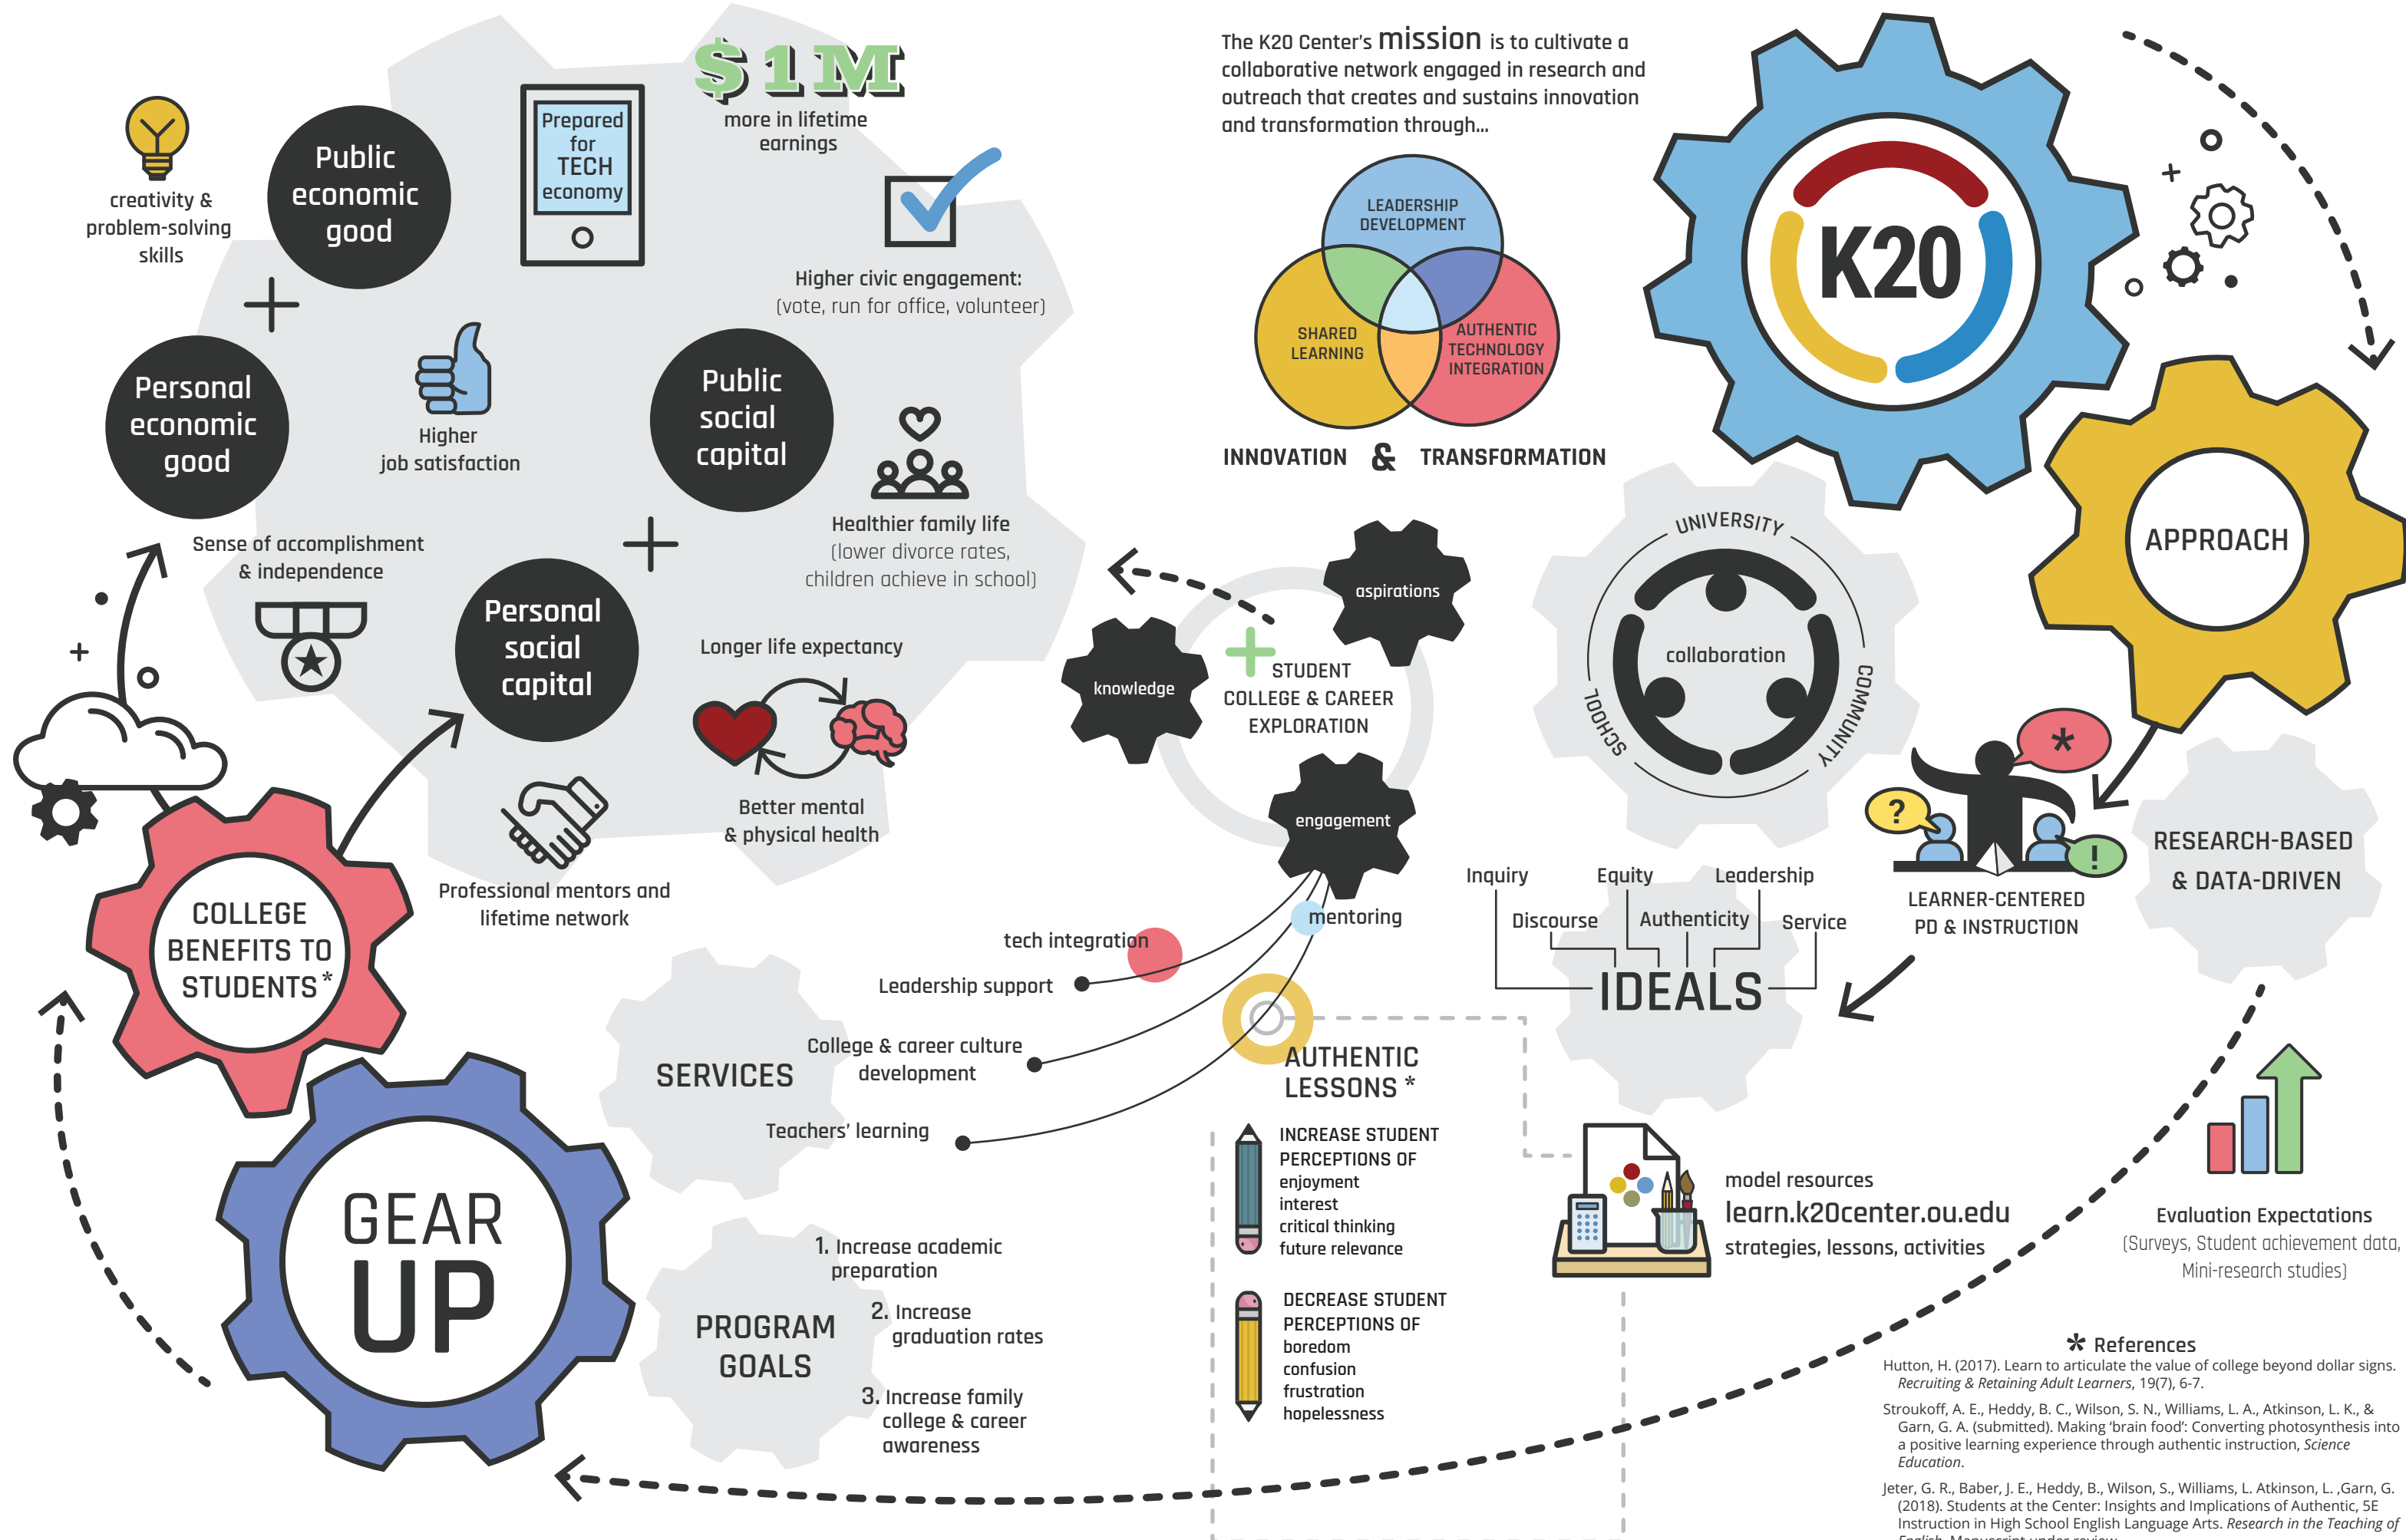 The K20 Center's mission is to cultivate a
collaborative network engaged in research and
outreach that creates and sustains innovation
and transformation through...
LEADERSHIP
DEVELOPMENT
SHARED
LEARNING
AUTHENTIC
TECHNOLOGY
INTEGRATION
INNOVATION & TRANSFORMATION
K20
APPROACH
UNIVERSITY
COMMUNITY
SCHOOL
collaboration
*
?
!
LEARNER-CENTERED
PD & INSTRUCTION
RESEARCH-BASED
& DATA-DRIVEN
Inquiry
Equity
Leadership
Discourse
Authenticity
Service
IDEALS
model resources
learn.k20center.ou.edu
strategies, lessons, activities
Evaluation Expectations
(Surveys, Student achievement data,
Mini-research studies)
AUTHENTIC
LESSONS *
INCREASE STUDENT
PERCEPTIONS OF
enjoyment
interest
critical thinking
future relevance
DECREASE STUDENT
PERCEPTIONS OF
boredom
confusion
frustration
hopelessness
GEAR
UP
SERVICES
tech integration
mentoring
Leadership support
College & career culture
development
Teachers' learning
PROGRAM
GOALS
1. Increase academic
preparation
2. Increase
graduation rates
3. Increase family
college & career
awareness
aspirations
knowledge
engagement
STUDENT
COLLEGE & CAREER
EXPLORATION
COLLEGE
BENEFITS TO
STUDENTS*
Public
economic
good
Personal
economic
good
Public
social
capital
Personal
social
capital
creativity &
problem-solving
skills
Prepared
for
TECH
economy
$1M
more in lifetime
earnings
Higher civic engagement:
(vote, run for office, volunteer)
Higher
job satisfaction
Healthier family life
(lower divorce rates,
children achieve in school)
Sense of accomplishment
& independence
Longer life expectancy
Better mental
& physical health
Professional mentors and
lifetime network
* References
Hutton, H. (2017). Learn to articulate the value of college beyond dollar signs.
Recruiting & Retaining Adult Learners, 19(7), 6-7.
Stroukoff, A. E., Heddy, B. C., Wilson, S. N., Williams, L. A., Atkinson, L. K., &
Garn, G. A. (submitted). Making 'brain food': Converting photosynthesis into
a positive learning experience through authentic instruction, Science
Education.
Jeter, G. R., Baber, J. E., Heddy, B., Wilson, S., Williams, L. Atkinson, L. ,Garn, G.
(2018). Students at the Center: Insights and Implications of Authentic, 5E
Instruction in High School English Language Arts. Research in the Teaching of
English. Manuscript under review.